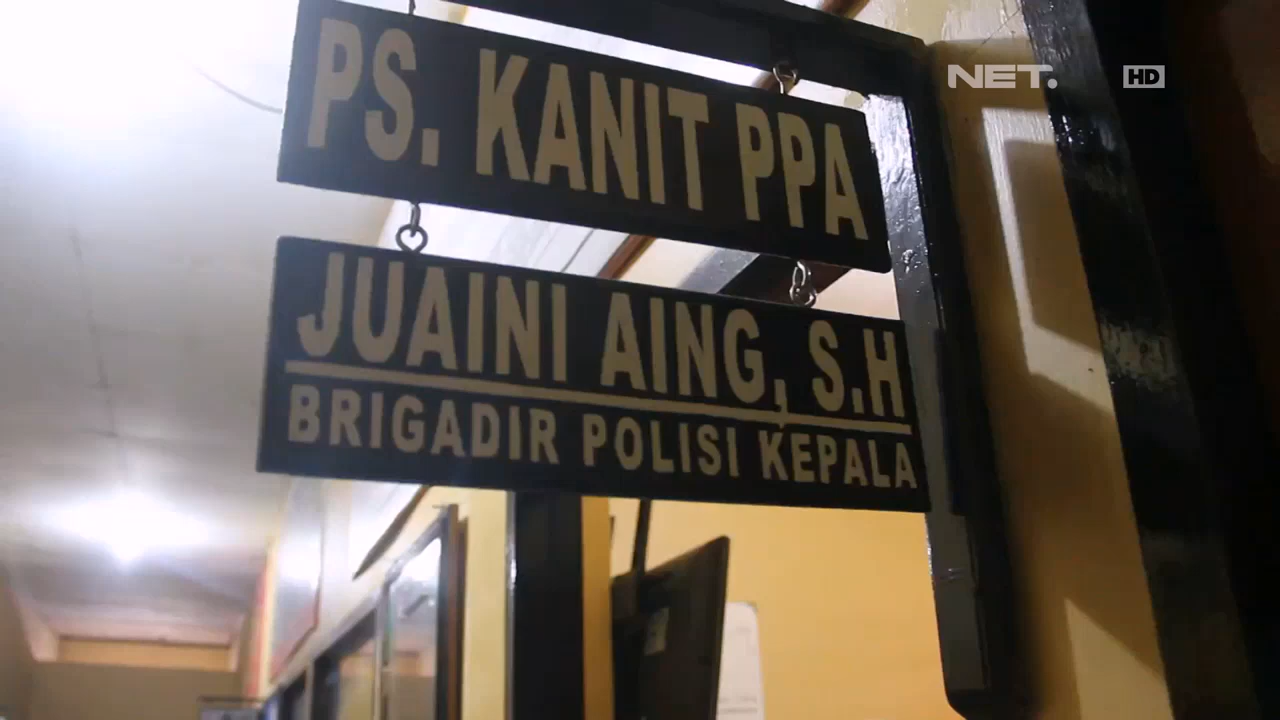 NET. HD
PS. KANIT PPA
JUAINI AING, S.H
BRIGADIR POLISI KEPALA